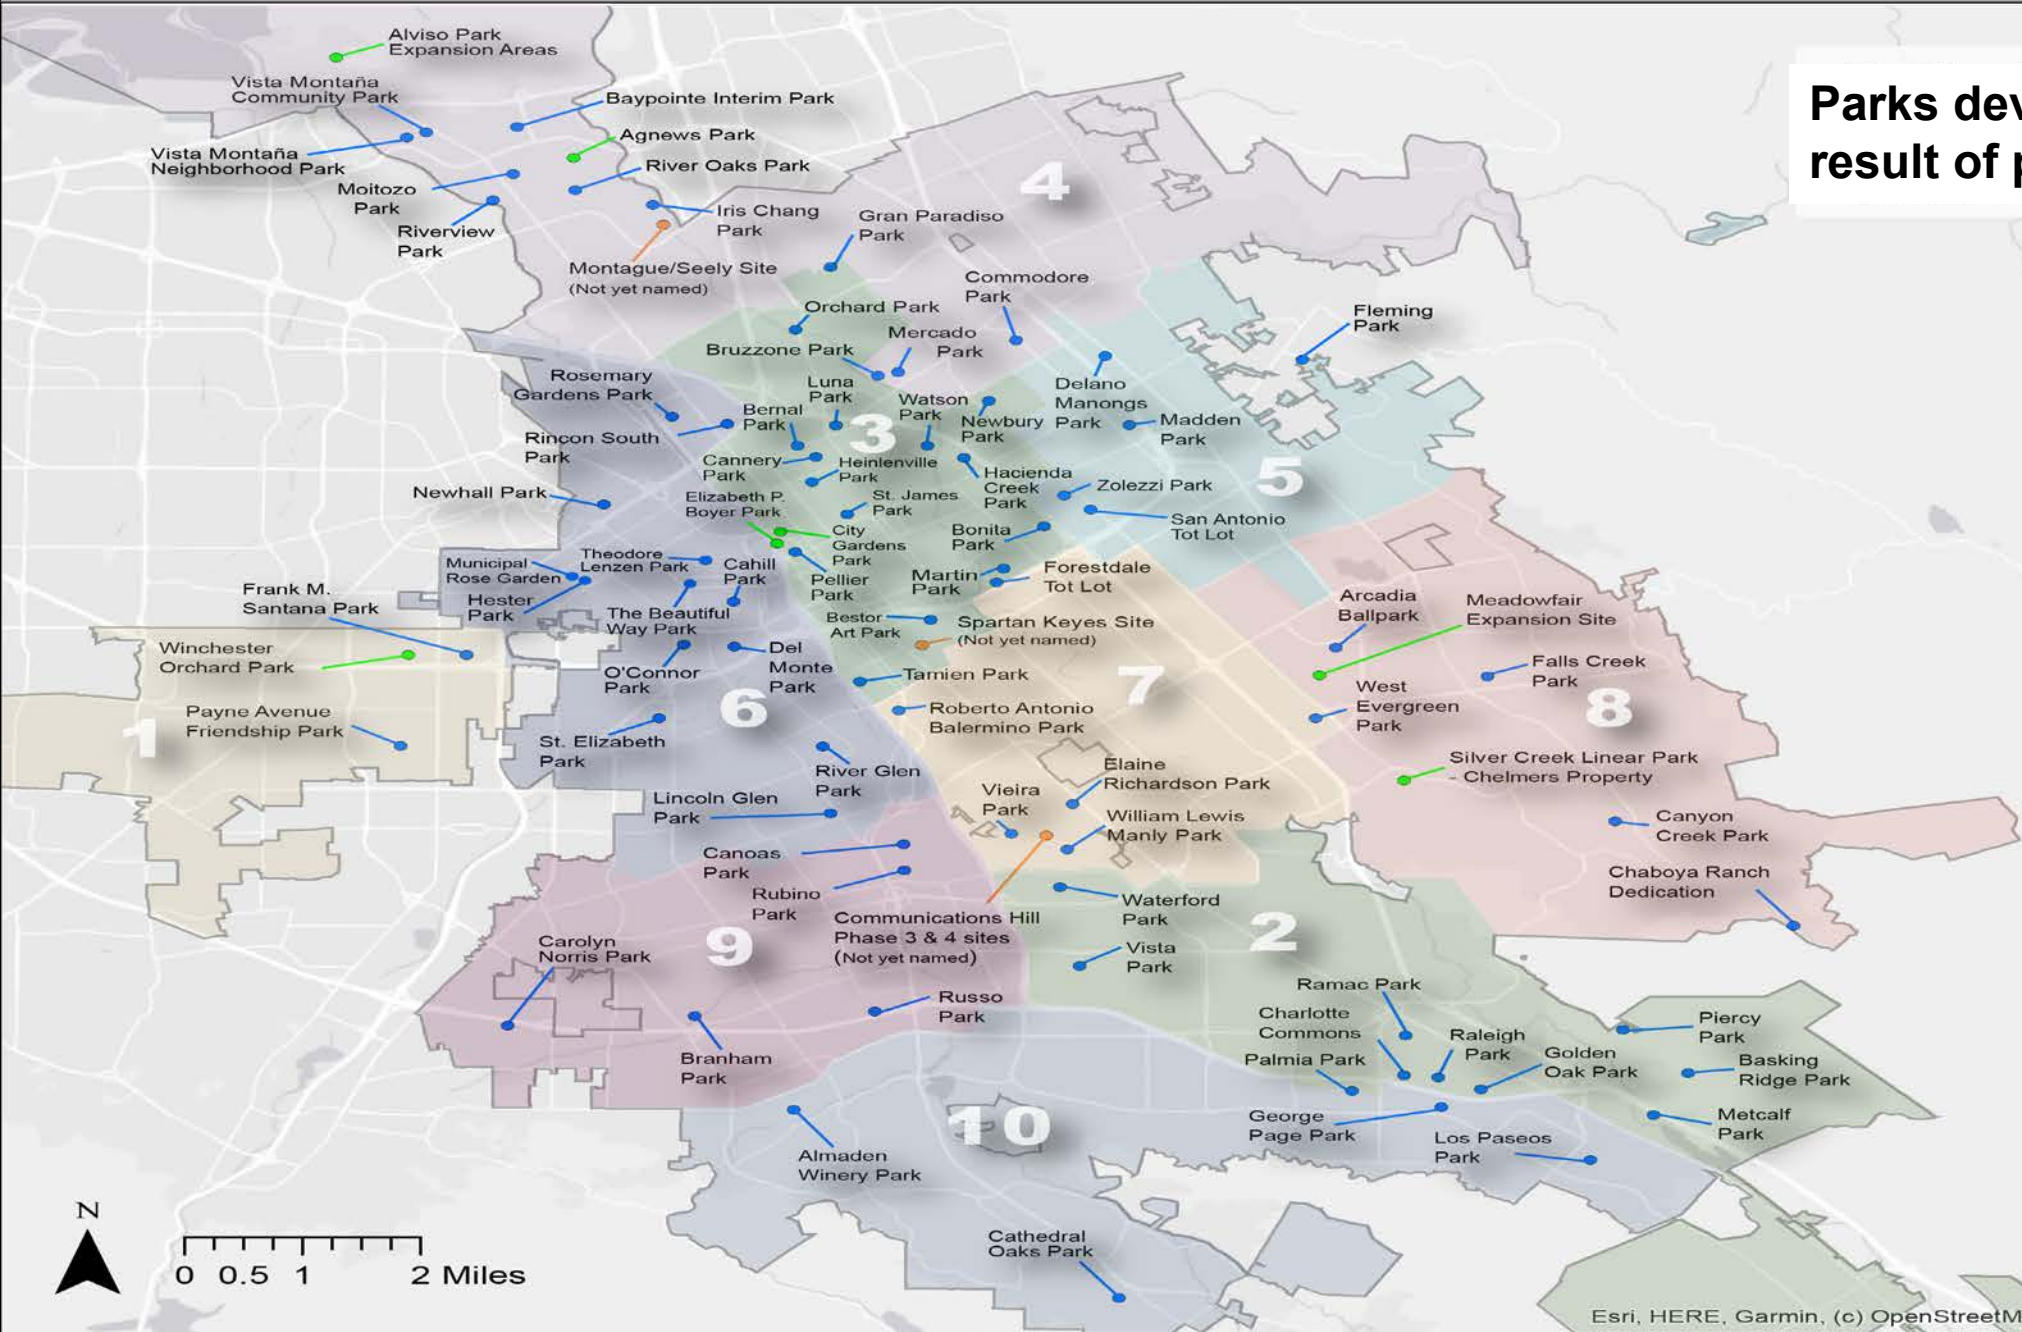 Parks dev
result of p
Alviso Park
Expansion Areas
Vista Montaña
Community Park
Baypointe Interim Park
Agnews Park
Vista Montaña
Neighborhood Park
River Oaks Park
Moitozo
Park
Iris Chang
Park
Riverview
Park
4
Gran Paradiso
Park
Montague/Seely Site
(Not yet named)
Commodore
Park
Orchard Park
Fleming
Park
Mercado
Park
Bruzzone Park
Rosemary
Gardens Park
Luna
Park
Delano
Manongs
Park
Watson
Park
Bernal
Park
3
Newbury
Park
Madden
Park
Rincon South
Park
Cannery
Park
Heinlenville
Park
Hacienda
Creek
Park
5
Zolezzi Park
Newhall Park
Elizabeth P.
Boyer Park
St. James
Park
San Antonio
Tot Lot
City
Gardens
Park
Bonita
Park
Municipal
Rose Garden
Theodore
Lenzen Park
Cahill
Park
Pellier
Park
Martin
Park
Forestdale
Tot Lot
Frank M.
Santana Park
Hester
Park
The Beautiful
Way Park
Bestor
Art Park
Spartan Keyes Site
(Not yet named)
Arcadia
Ballpark
Meadowfair
Expansion Site
Winchester
Orchard Park
O'Connor
Park
Del
Monte
Park
Tamien Park
7
Falls Creek
Park
6
West
Evergreen
Park
8
1
Payne Avenue
Friendship Park
Roberto Antonio
Balermino Park
St. Elizabeth
Park
River Glen
Park
Elaine
Richardson Park
Silver Creek Linear Park
- Chelmers Property
Lincoln Glen
Park
Vieira
Park
William Lewis
Manly Park
Canyon
Creek Park
Canoas
Park
Rubino
Park
Chaboya Ranch
Dedication
Waterford
Park
Communications Hill
Phase 3 & 4 sites
(Not yet named)
9
2
Carolyn
Norris Park
Vista
Park
Russo
Park
Ramac Park
Charlotte
Commons
Palmia Park
Raleigh
Park
Golden
Oak Park
Piercy
Park
Branham
Park
Basking
Ridge Park
10
George
Page Park
Los Paseos
Park
Metcalf
Park
Almaden
Winery Park
Cathedral
Oaks Park
N
0 0.5 1 2 Miles
Esri, HERE, Garmin, (c) OpenStreetM